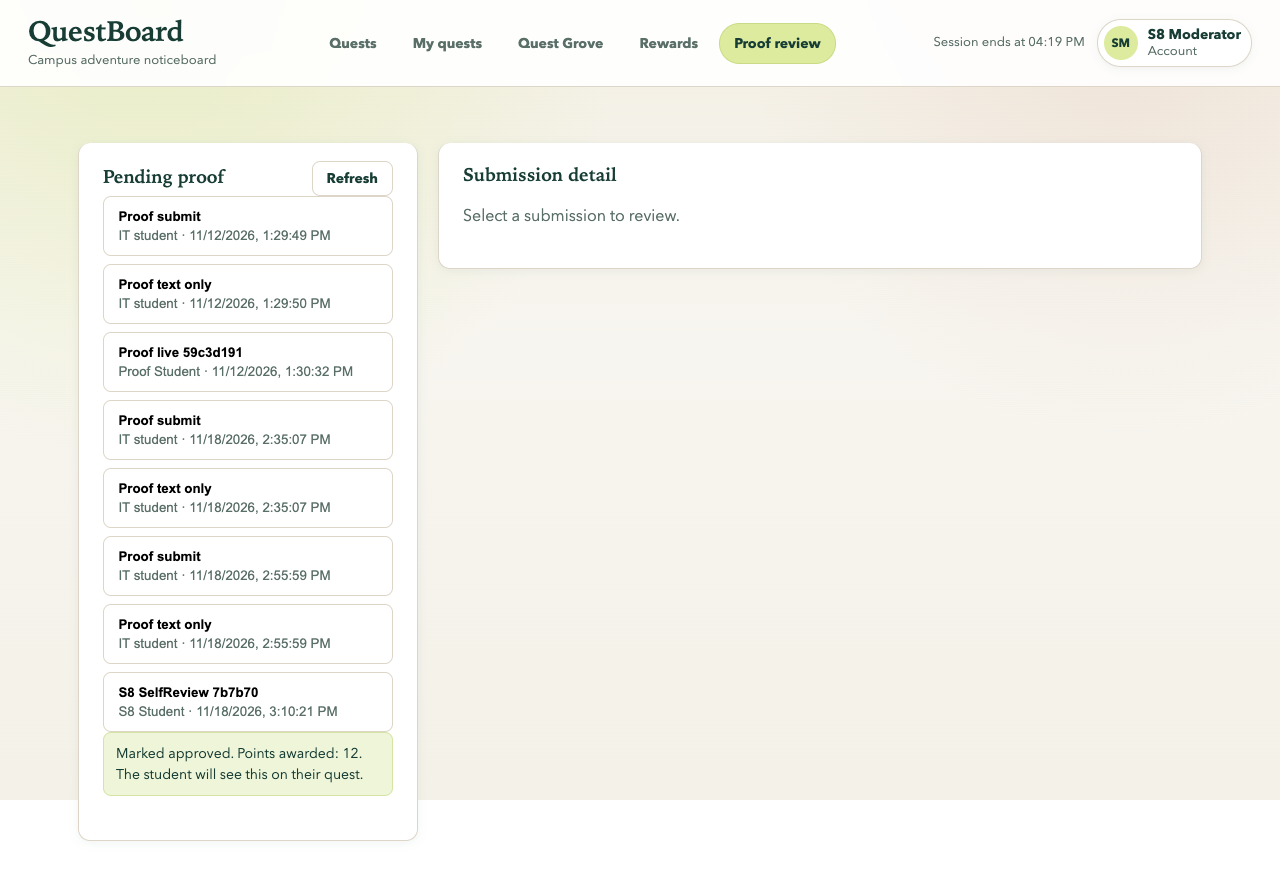 QuestBoard
Campus adventure noticeboard
Quests
My quests
Quest Grove
Rewards
Proof review
Session ends at 04:19 PM
SM
S8 Moderator
Account
Pending proof
Refresh
Proof submit
IT student · 11/12/2026, 1:29:49 PM
Proof text only
IT student · 11/12/2026, 1:29:50 PM
Proof live 59c3d191
Proof Student · 11/12/2026, 1:30:32 PM
Proof submit
IT student · 11/18/2026, 2:35:07 PM
Proof text only
IT student · 11/18/2026, 2:35:07 PM
Proof submit
IT student · 11/18/2026, 2:55:59 PM
Proof text only
IT student · 11/18/2026, 2:55:59 PM
S8 SelfReview 7b7b70
S8 Student · 11/18/2026, 3:10:21 PM
Marked approved. Points awarded: 12.
The student will see this on their quest.
Submission detail
Select a submission to review.